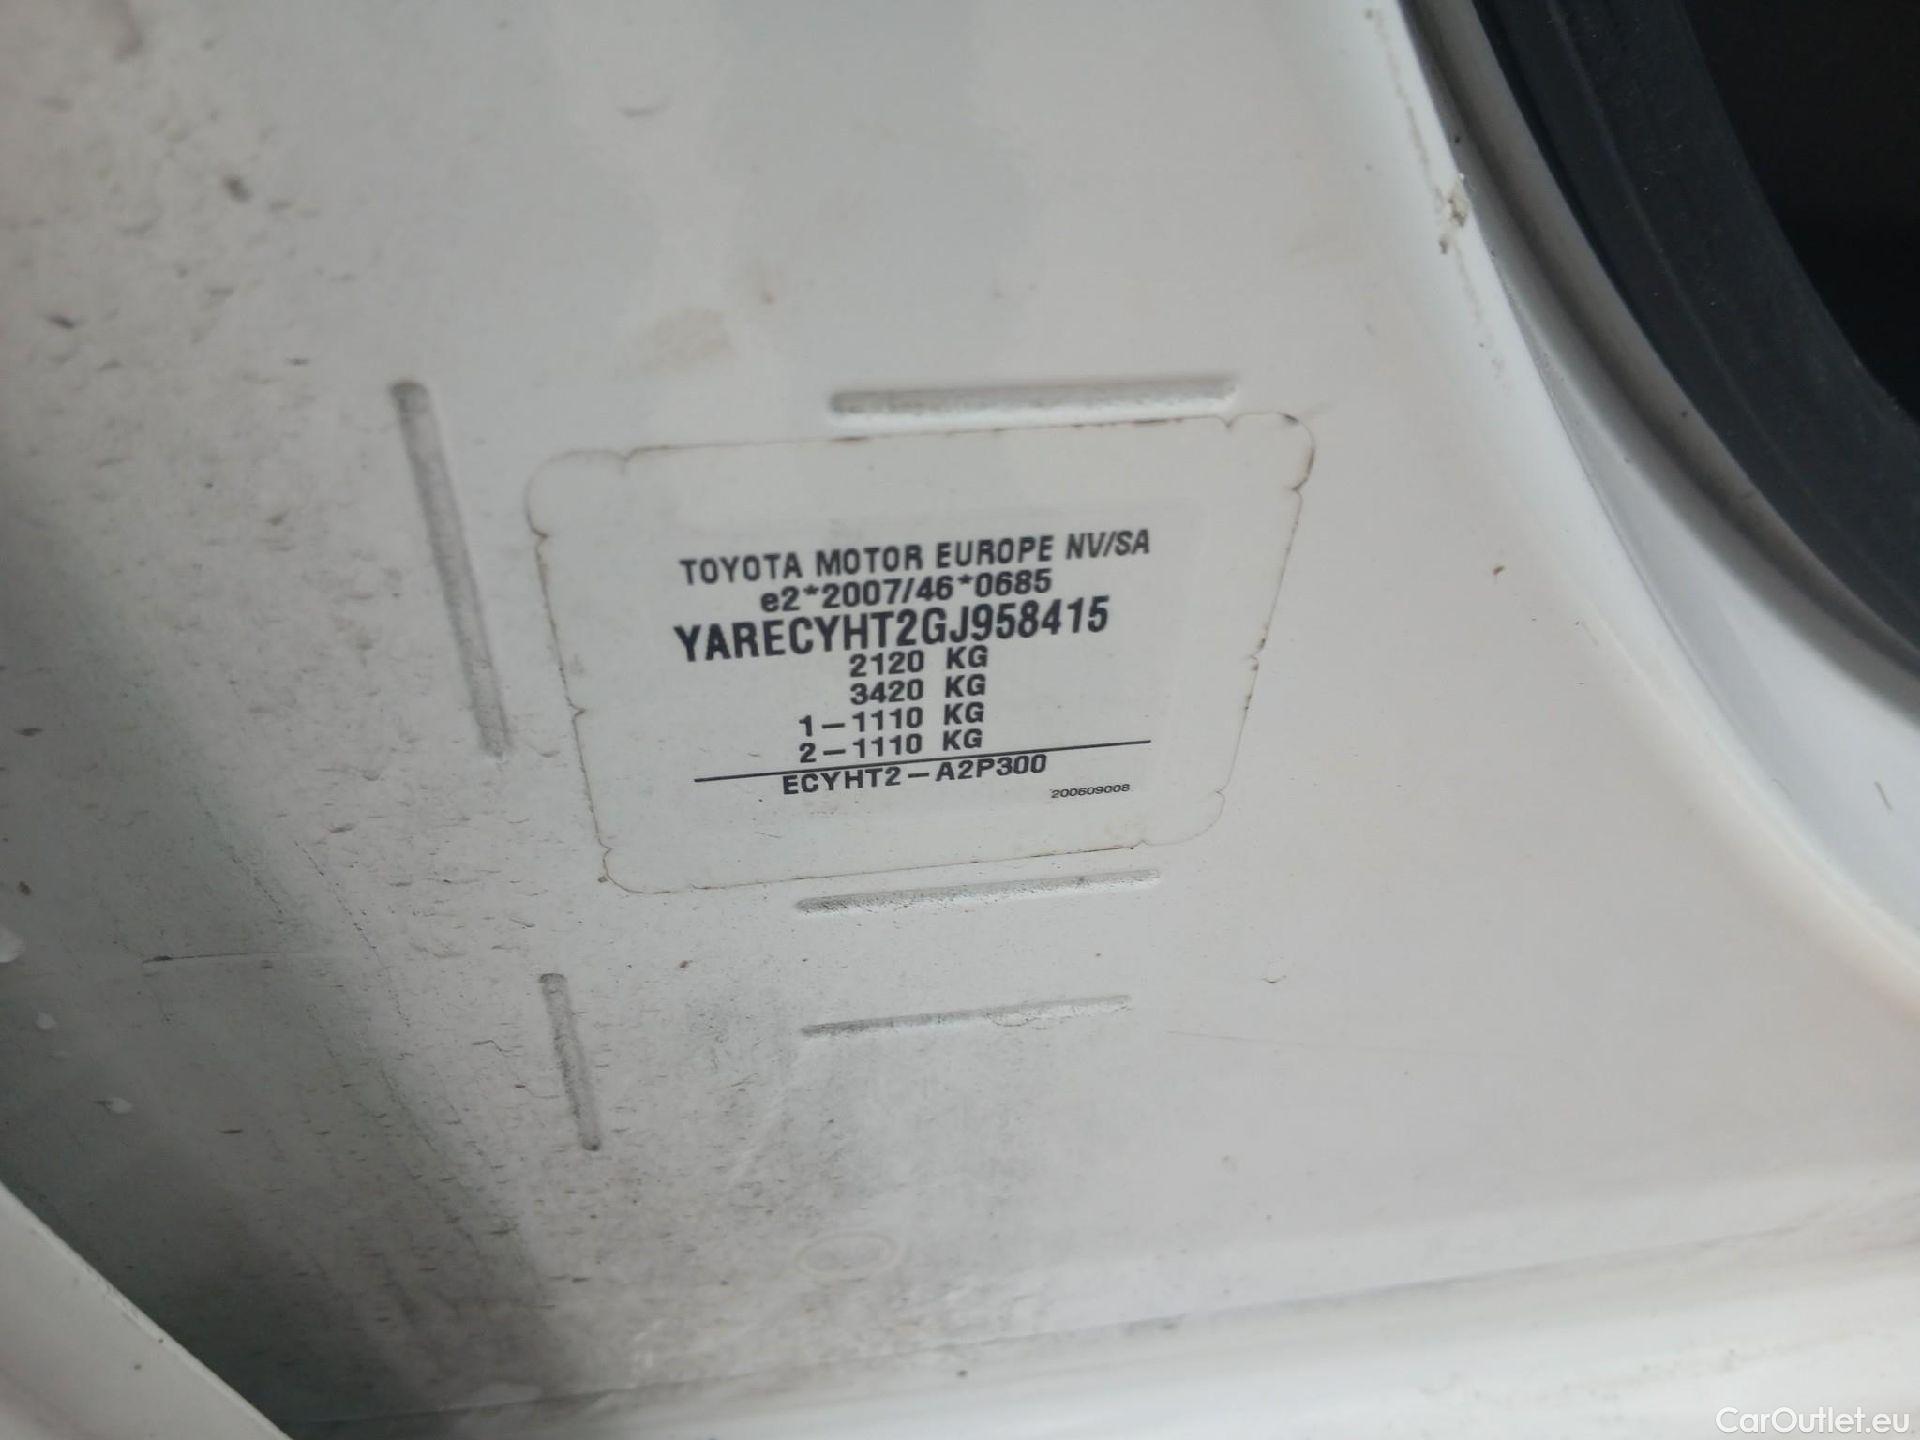 TOYOTA MOTOR EUROPE NV/SA
e2*2007/46*0685
YARECYHT2GJ958415
2120 KG
3420 KG
1-1110 KG
2-1110 KG
ECYHT2-A2P300
200609008
CarOutlet.eu